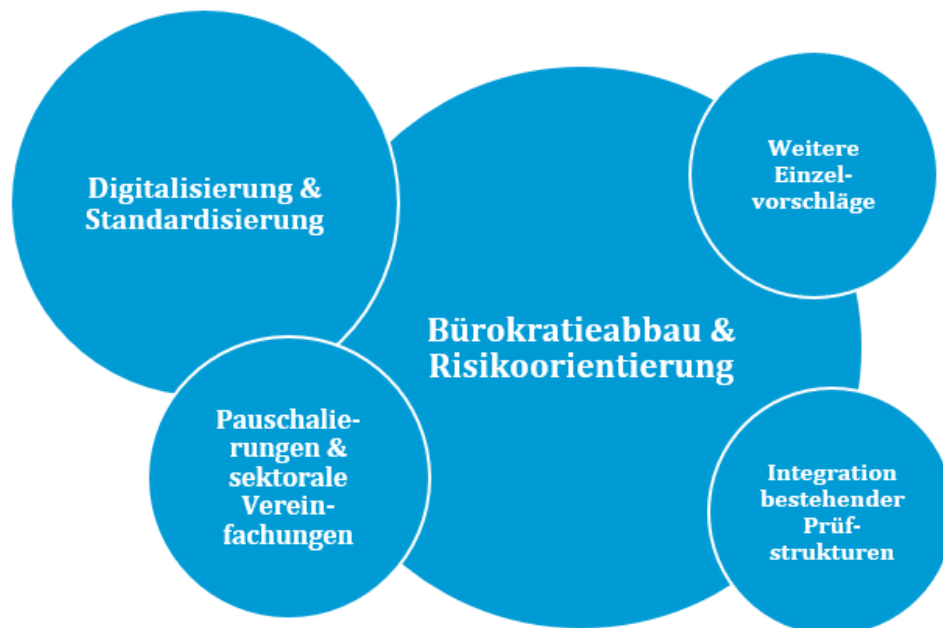 Digitalisierung &
Standardisierung
Weitere
Einzel-
vorschläge
Bürokratieabbau &
Risikoorientierung
Pauschalie-
rungen &
sektorale
Verein-
fachungen
Integration
bestehender
Prüf-
strukturen